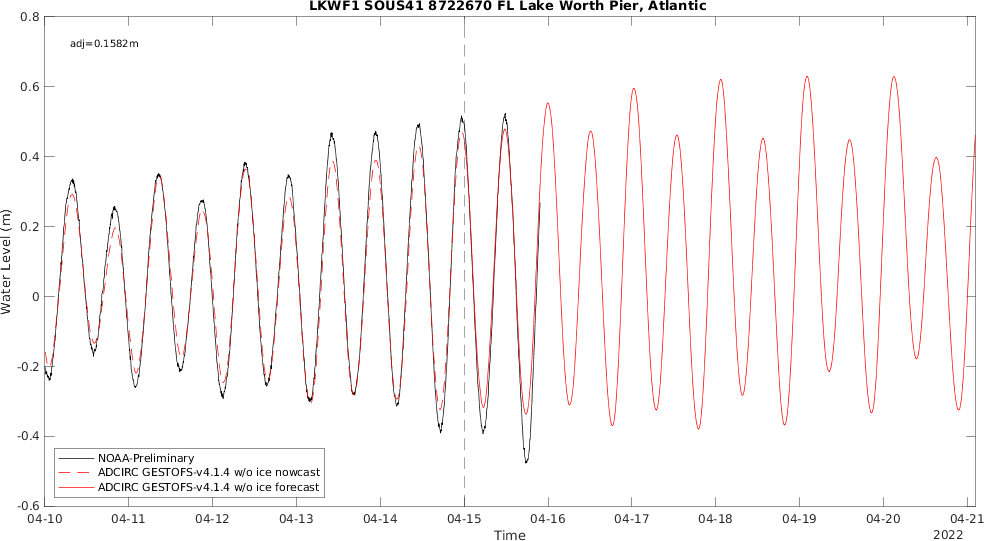 LKWF1 SOUS41 8722670 FL Lake Worth Pier, Atlantic
0.8
adj=0.1582m
0.6
0.4
0.2
0
-0.2
-0.4
-0.6
Water Level (m)
NOAA-Preliminary
ADCIRC GESTOFS-v4.1.4 w/o ice nowcast
ADCIRC GESTOFS-v4.1.4 w/o ice forecast
04-10 04-11 04-12 04-13 04-14 04-15 04-16 04-17 04-18 04-19 04-20 04-21
Time
2022